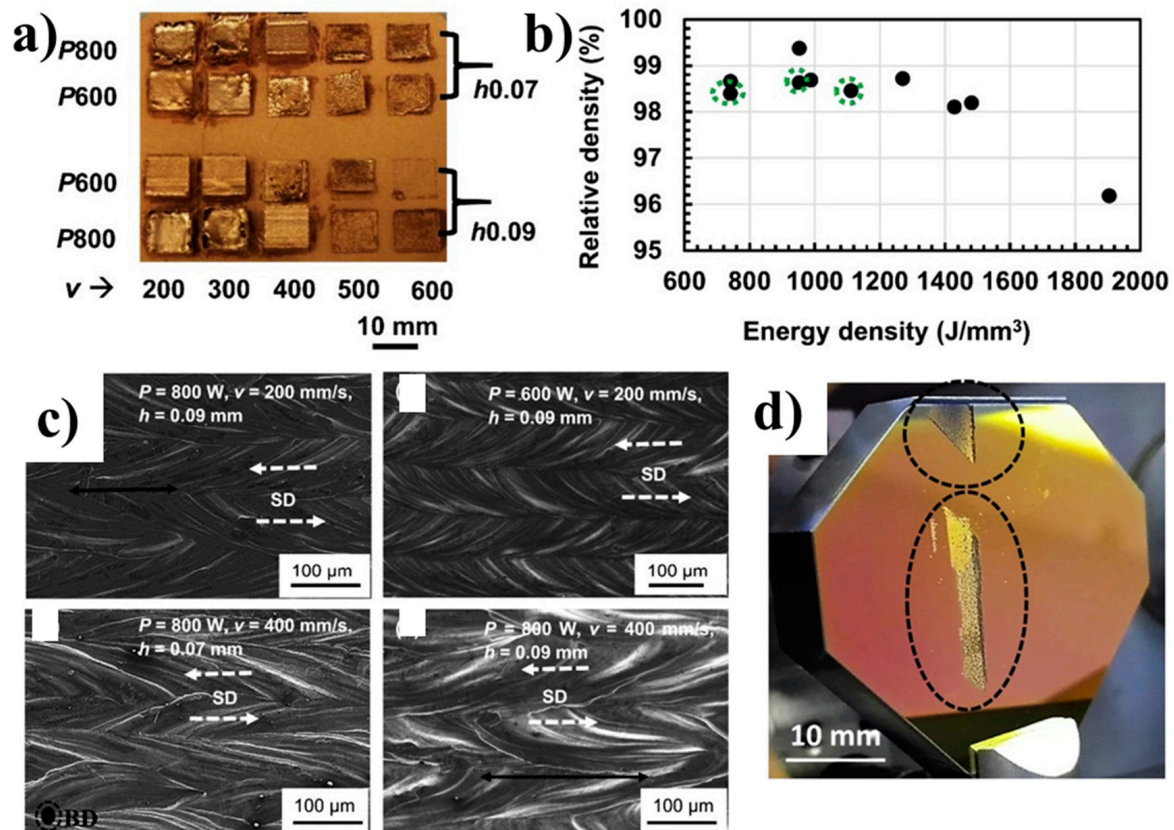 a)
P800
P600
h0.07
P600
P800
h0.09
v → 200 300 400 500 600
10 mm
b)
Relative density (%)
100
99
98
97
96
95
600 800 1000 1200 1400 1600 1800 2000
Energy density (J/mm³)
c)
P = 800 W, v = 200 mm/s,
h = 0.09 mm
SD
100 µm
P = 600 W, v = 200 mm/s,
h = 0.09 mm
SD
100 µm
P = 800 W, v = 400 mm/s,
h = 0.07 mm
SD
BD
100 µm
P = 800 W, v = 400 mm/s,
h = 0.09 mm
SD
100 µm
d)
10 mm